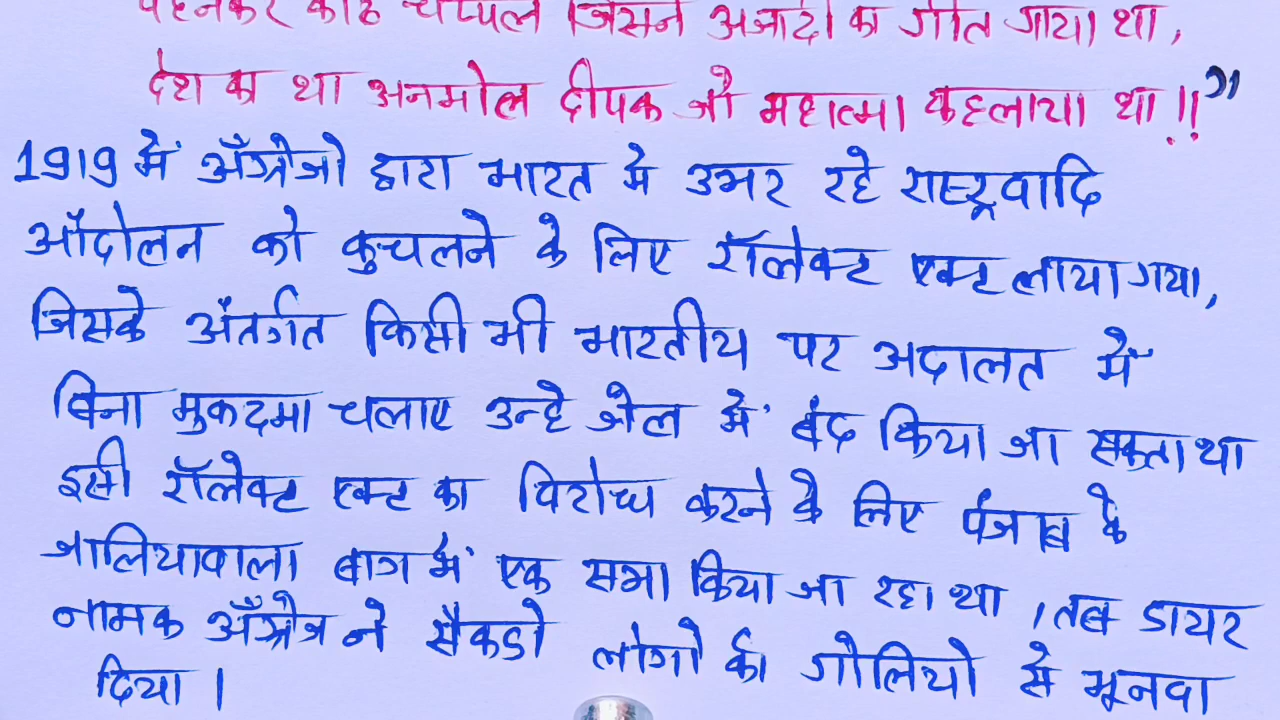 पहनकर काठ चप्पल जिसने अजादी का गीत गाया था,
देश का था अनमोल दीपक जो महात्मा कहलाया था!!"
1919 में अँग्रेजो द्वारा भारत मे उभर रहे राष्ट्रवादि
आँदोलन को कुचलने के लिए रॉलेक्ट एक्ट लाया गया,
जिसके अंतर्गत किसी भी भारतीय पर अदालत में
बिना मुकदमा चलाए उन्हे जेल में बंद किया जा सकता था
इसी रॉलेक्ट एक्ट का विरोध करने के लिए पंजाब के
जालियावाला बाग में एक सभा किया जा रहा था, तब डायर
नामक अँग्रेज ने सैकडो लोगो को गोलियो से भूनवा
दिया।